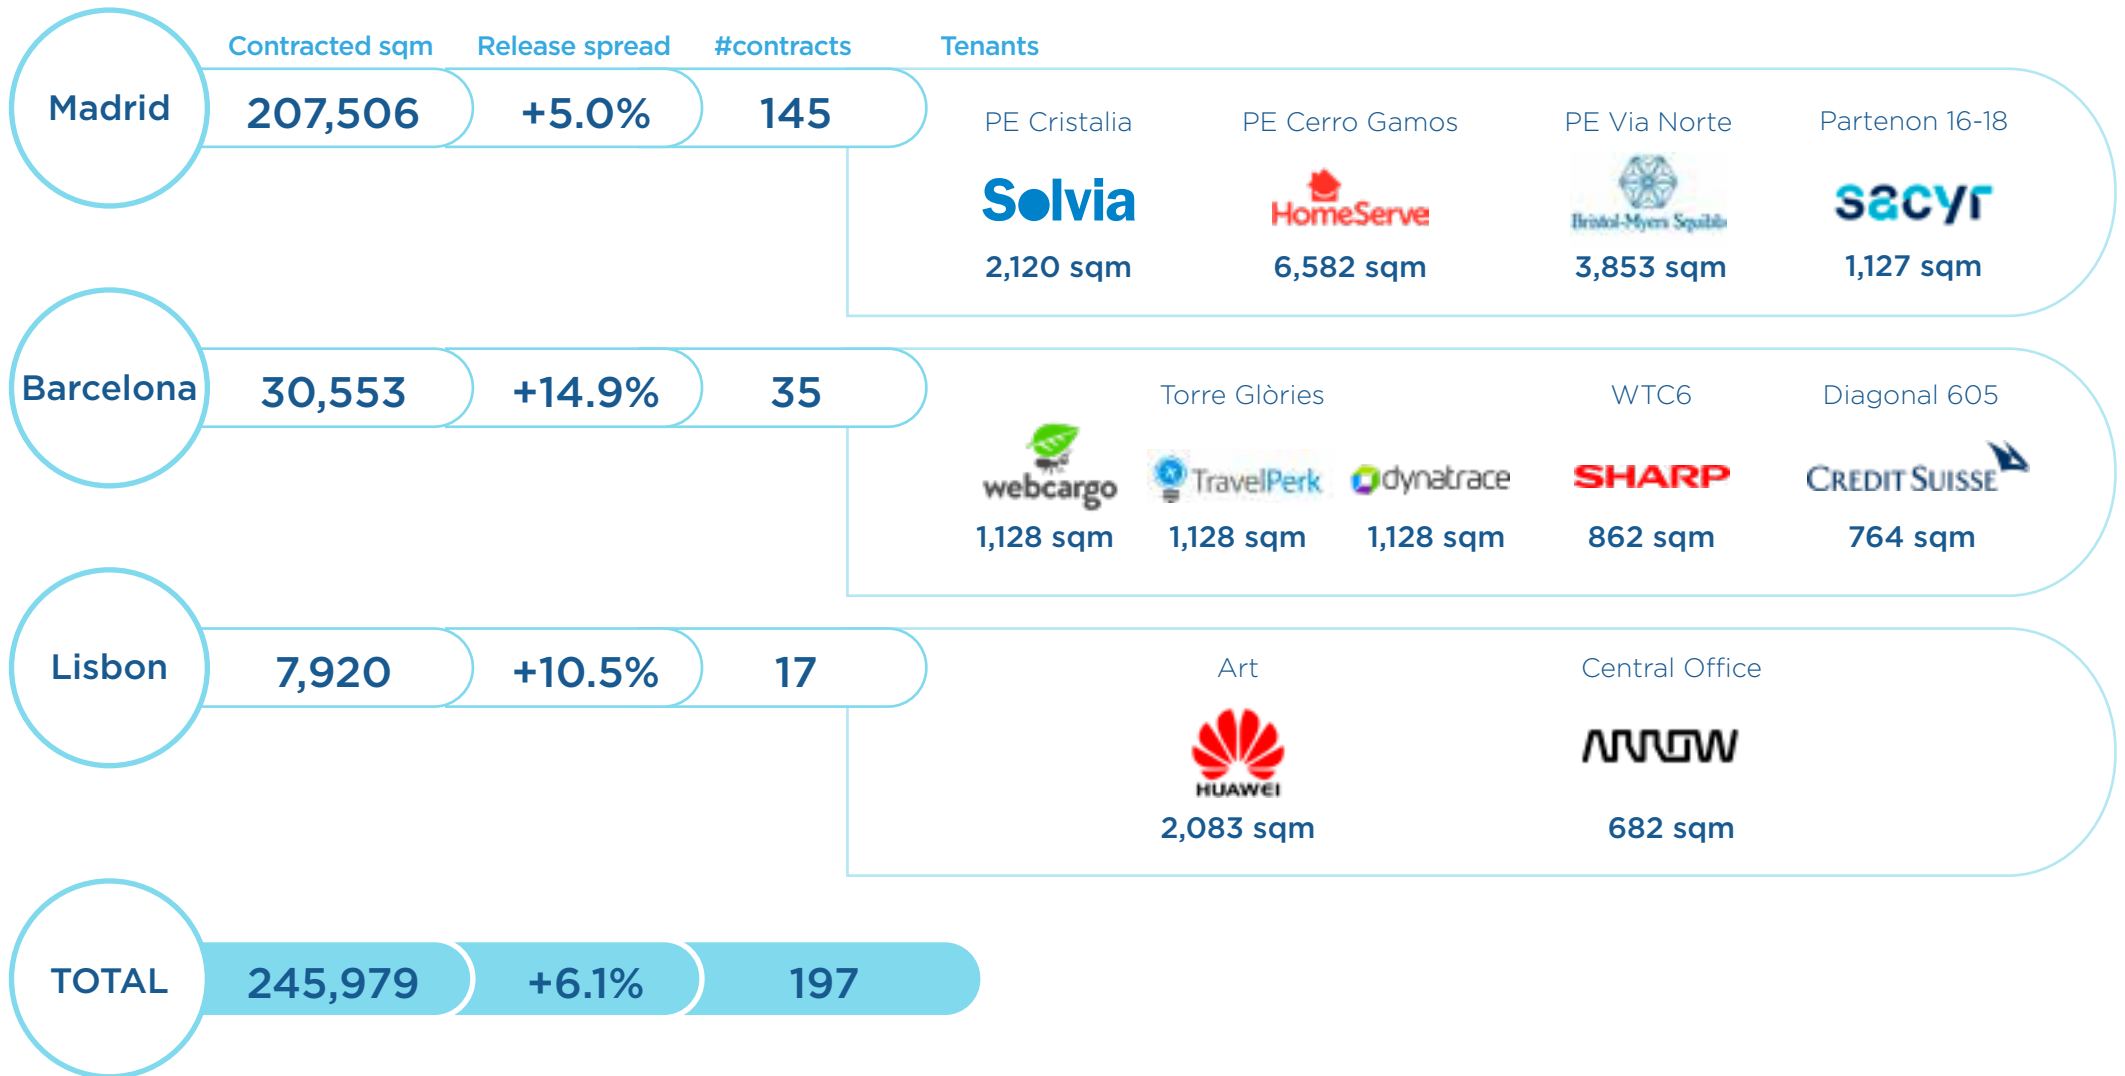 Contracted sqm Release spread #contracts Tenants
Madrid 207,506 +5.0% 145
PE Cristalia PE Cerro Gamos PE Via Norte Partenon 16-18
Solvia HomeServe Bristol-Myers Squibb sacyr
2,120 sqm 6,582 sqm 3,853 sqm 1,127 sqm
Barcelona 30,553 +14.9% 35
Torre Glòries WTC6 Diagonal 605
webcargo TravelPerk dynatrace SHARP CREDIT SUISSE
1,128 sqm 1,128 sqm 1,128 sqm 862 sqm 764 sqm
Lisbon 7,920 +10.5% 17
Art Central Office
HUAWEI ARROW
2,083 sqm 682 sqm
TOTAL 245,979 +6.1% 197